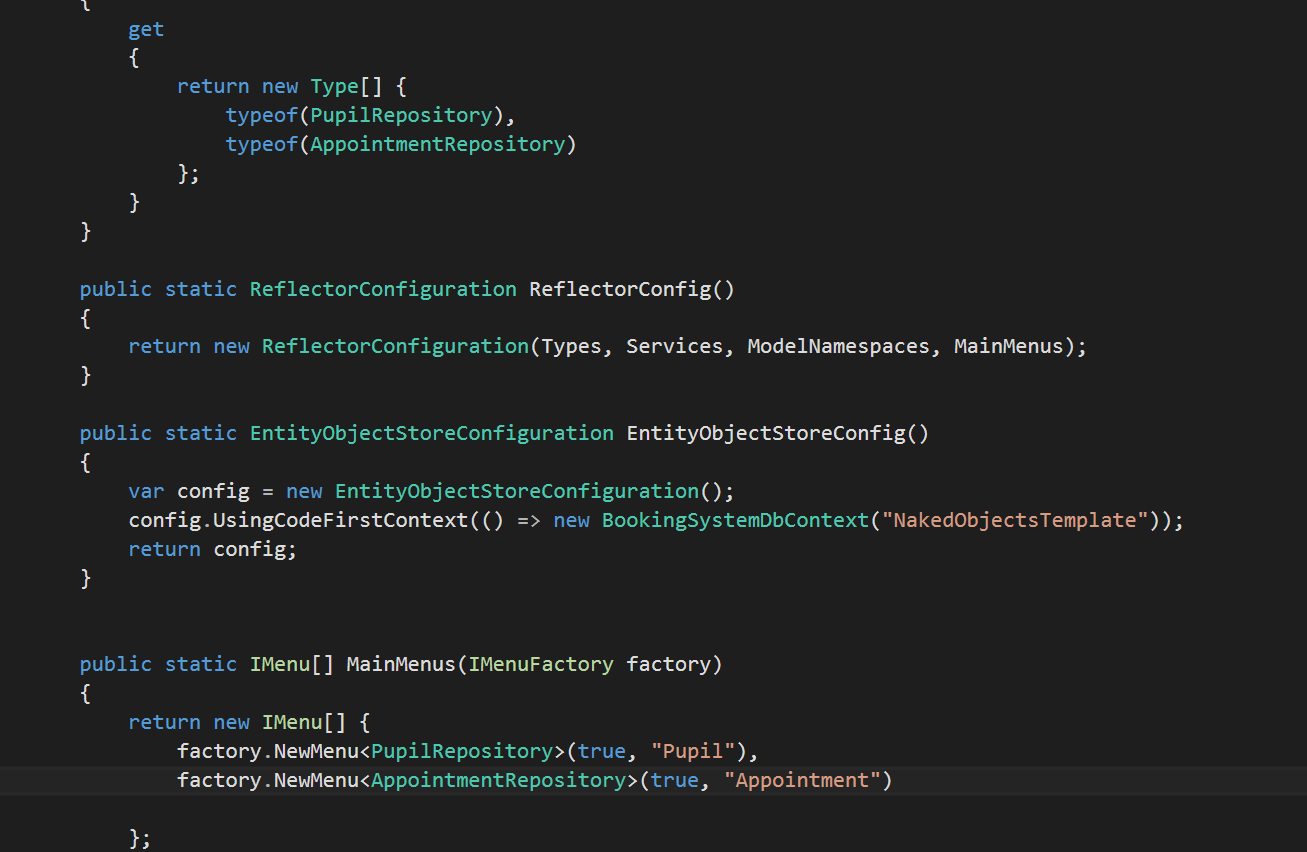 {
get
{
return new Type[] {
typeof(PupilRepository),
typeof(AppointmentRepository)
};
}
}
public static ReflectorConfiguration ReflectorConfig()
{
return new ReflectorConfiguration(Types, Services, ModelNamespaces, MainMenus);
}
public static EntityObjectStoreConfiguration EntityObjectStoreConfig()
{
var config = new EntityObjectStoreConfiguration();
config.UsingCodeFirstContext(() => new BookingSystemDbContext("NakedObjectsTemplate"));
return config;
}
public static IMenu[] MainMenus(IMenuFactory factory)
{
return new IMenu[] {
factory.NewMenu<PupilRepository>(true, "Pupil"),
factory.NewMenu<AppointmentRepository>(true, "Appointment")
};